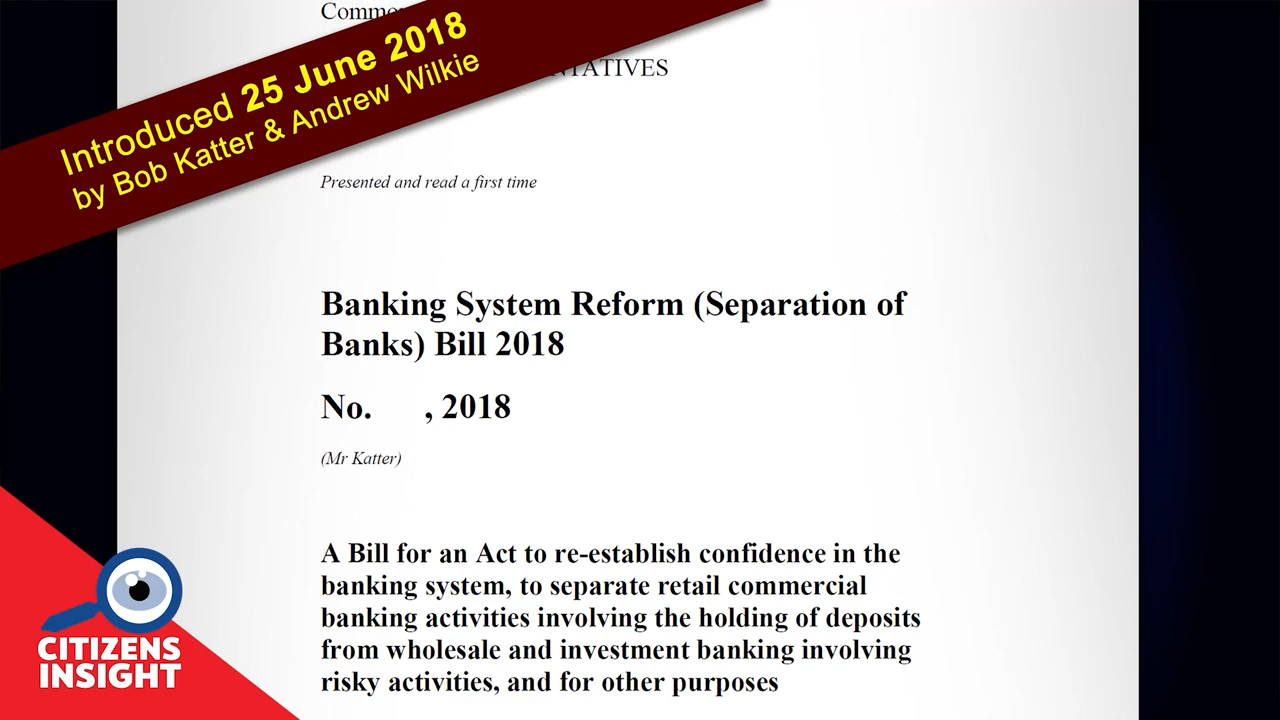 Commo
NTATIVES
Introduced 25 June 2018
by Bob Katter & Andrew Wilkie
Presented and read a first time
Banking System Reform (Separation of
Banks) Bill 2018
No. , 2018
(Mr Katter)
A Bill for an Act to re-establish confidence in the
banking system, to separate retail commercial
banking activities involving the holding of deposits
from wholesale and investment banking involving
risky activities, and for other purposes
CITIZENS
INSIGHT